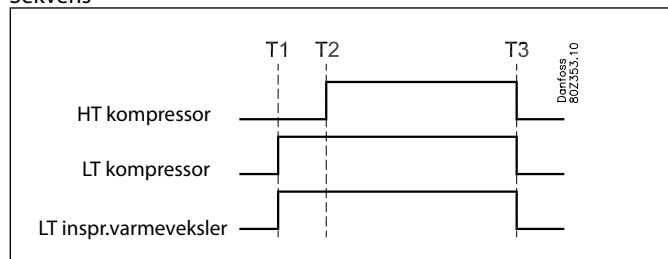 Sekvens
T1 T2 T3
Danfoss
80Z353.10
HT kompressor
LT kompressor
LT inspr.varmeveksler